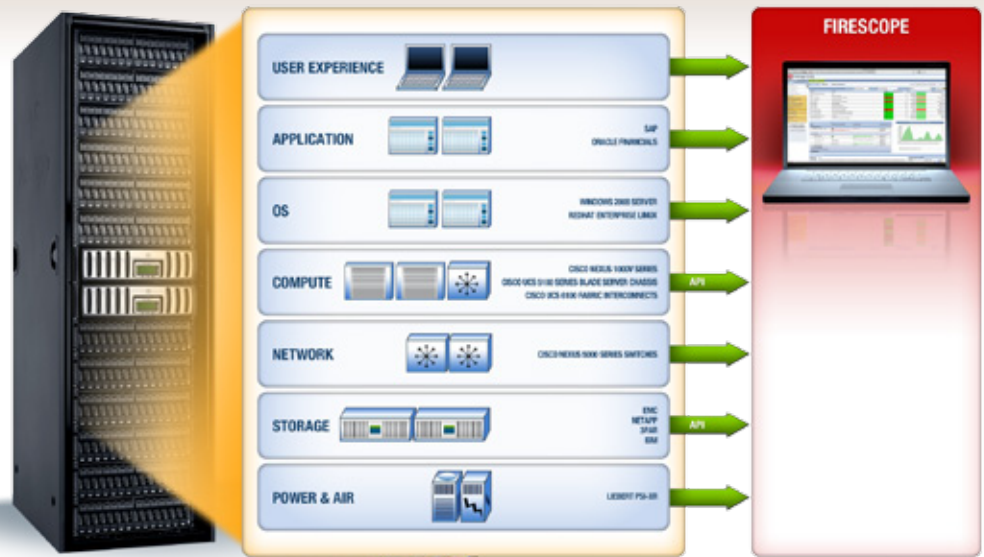 FIRESCOPE
USER EXPERIENCE
APPLICATION
SAP
ORACLE FINANCIALS
OS
WINDOWS 2008 SERVER
REDHAT ENTERPRISE LINUX
COMPUTE
CISCO NEXUS 1000V SERIES
CISCO UCS 5100 SERIES BLADE SERVER CHASSIS
CISCO UCS 6100 FABRIC INTERCONNECTS
API
NETWORK
CISCO NEXUS 5000 SERIES SWITCHES
STORAGE
EMC
NETAPP
3PAR
IBM
API
POWER & AIR
LIEBERT